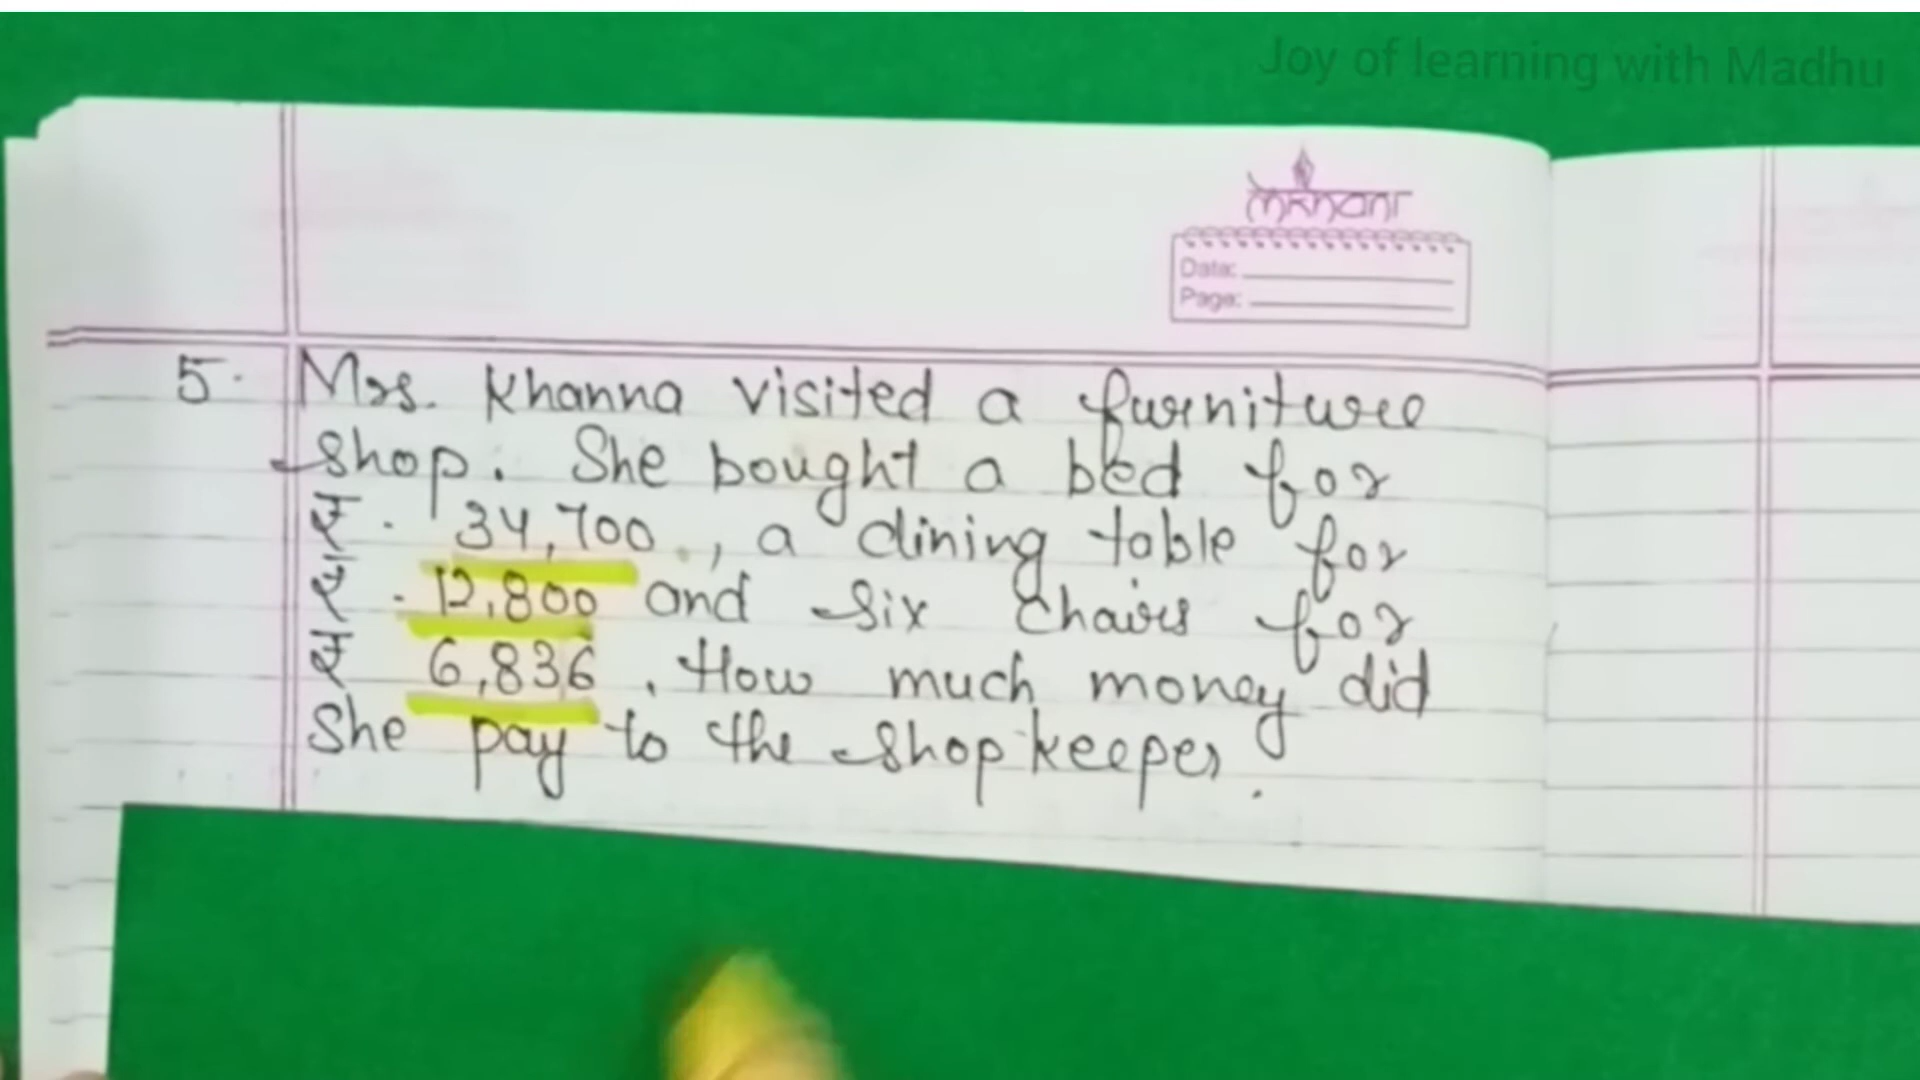 Joy of learning with Madhu
Date:
Page:
5. Mrs. Khanna visited a furniture
shop. She bought a bed for
₹. 34,700., a dining table for
₹. 12,800 and six chairs for
₹ 6,836. How much money did
She pay to the shopkeeper.